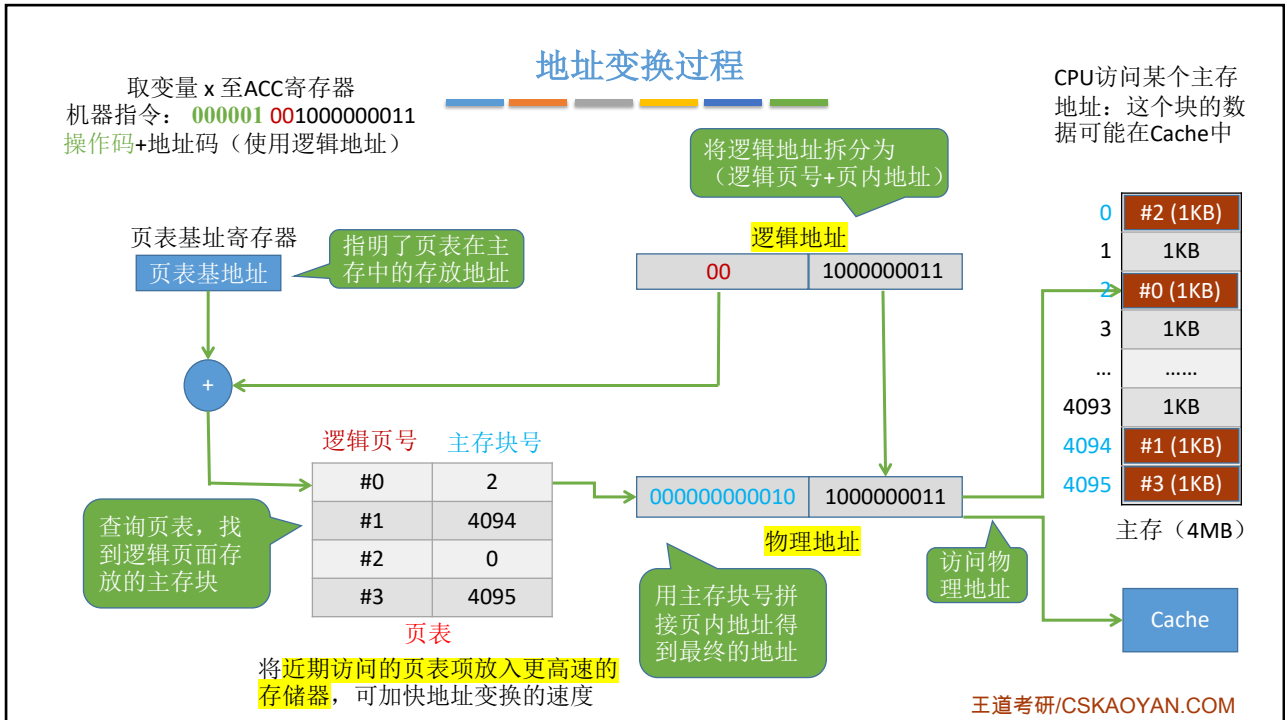 地址变换过程
取变量 x 至ACC寄存器
机器指令： 000001 001000000011
操作码+地址码（使用逻辑地址）
CPU访问某个主存
地址：这个块的数
据可能在Cache中
将逻辑地址拆分为
（逻辑页号+页内地址）
页表基址寄存器
页表基地址
指明了页表在主
存中的存放地址
逻辑地址
00 1000000011
+
逻辑页号 主存块号
#0 2
#1 4094
#2 0
#3 4095
页表
查询页表，找
到逻辑页面存
放的主存块
000000000010 1000000011
物理地址
用主存块号拼
接页内地址得
到最终的地址
访问物
理地址
0 #2 (1KB)
1 1KB
2 #0 (1KB)
3 1KB
... ……
4093 1KB
4094 #1 (1KB)
4095 #3 (1KB)
主存（4MB）
Cache
将近期访问的页表项放入更高速的
存储器，可加快地址变换的速度
王道考研/CSKAOYAN.COM